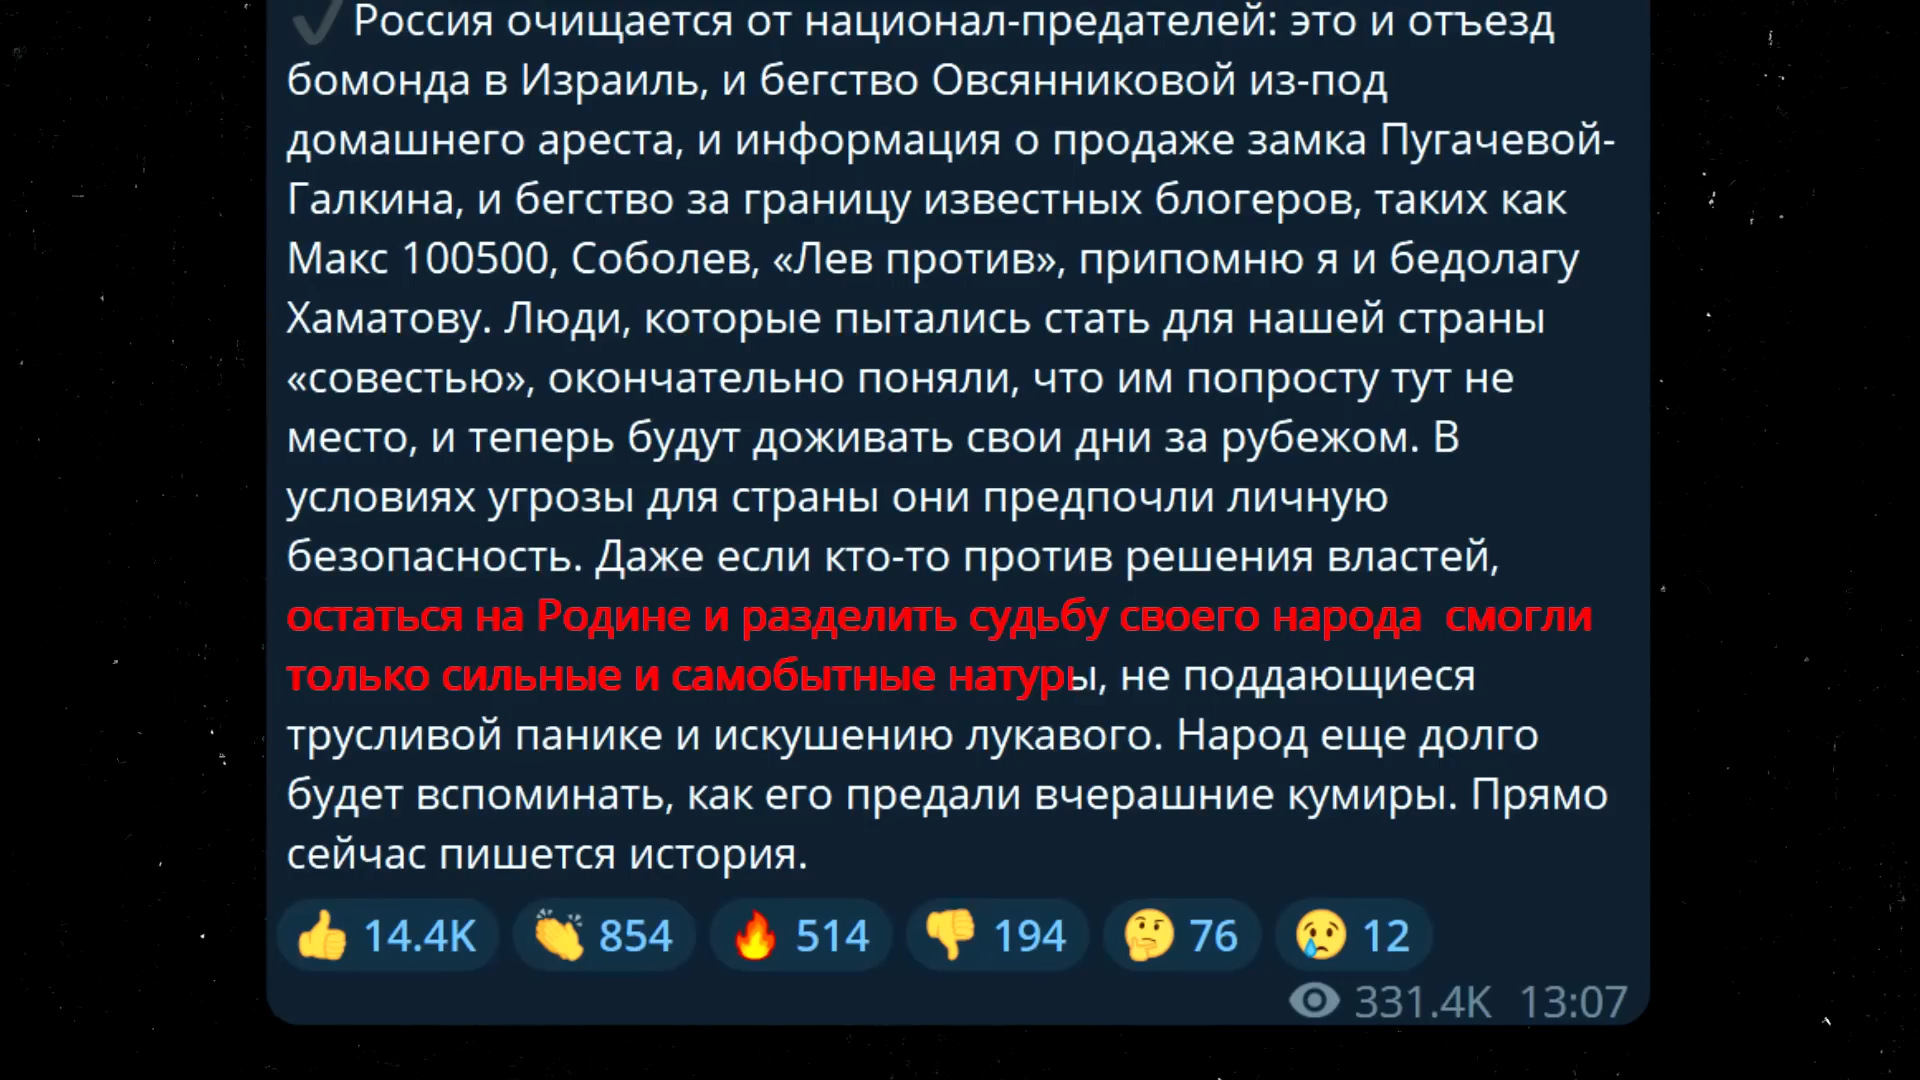 ✔️Россия очищается от национал-предателей: это и отъезд
бомонда в Израиль, и бегство Овсянниковой из-под
домашнего ареста, и информация о продаже замка Пугачевой-
Галкина, и бегство за границу известных блогеров, таких как
Макс 100500, Соболев, «Лев против», припомню я и бедолагу
Хаматову. Люди, которые пытались стать для нашей страны
«совестью», окончательно поняли, что им попросту тут не
место, и теперь будут доживать свои дни за рубежом. В
условиях угрозы для страны они предпочли личную
безопасность. Даже если кто-то против решения властей,
остаться на Родине и разделить судьбу своего народа смогли
только сильные и самобытные натуры, не поддающиеся
трусливой панике и искушению лукавого. Народ еще долго
будет вспоминать, как его предали вчерашние кумиры. Прямо
сейчас пишется история.
👍 14.4K 👏 854 🔥 514 👎 194 🤔 76 😢 12
331.4K 13:07